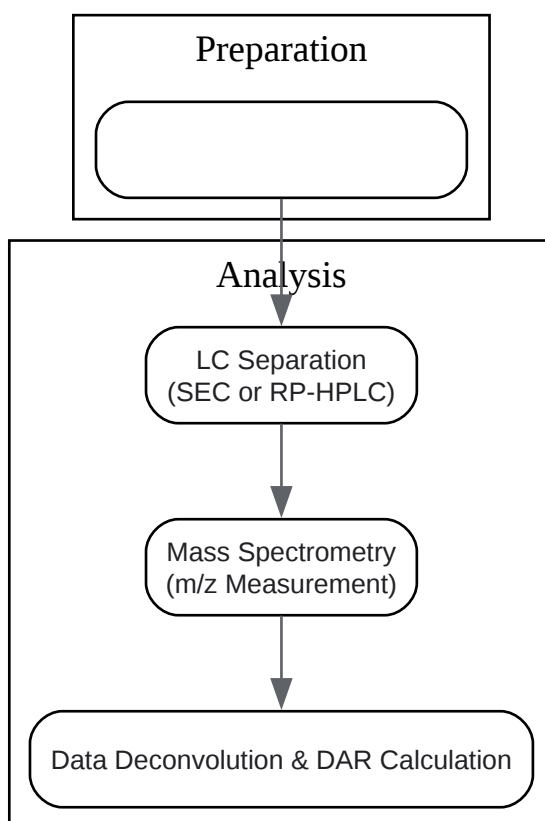 Preparation
Analysis
LC Separation
(SEC or RP-HPLC)
Mass Spectrometry
(m/z Measurement)
Data Deconvolution & DAR Calculation